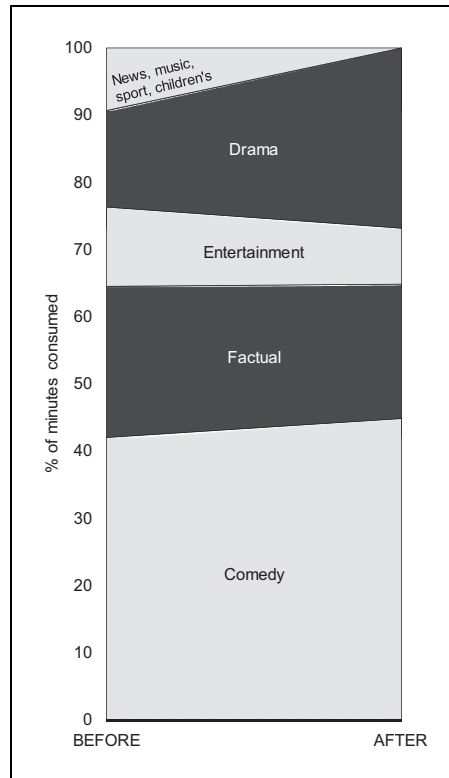 100
90
80
70
60
50
40
30
20
10
0
% of minutes consumed
News, music,
sport, children's
Drama
Entertainment
Factual
Comedy
BEFORE
AFTER